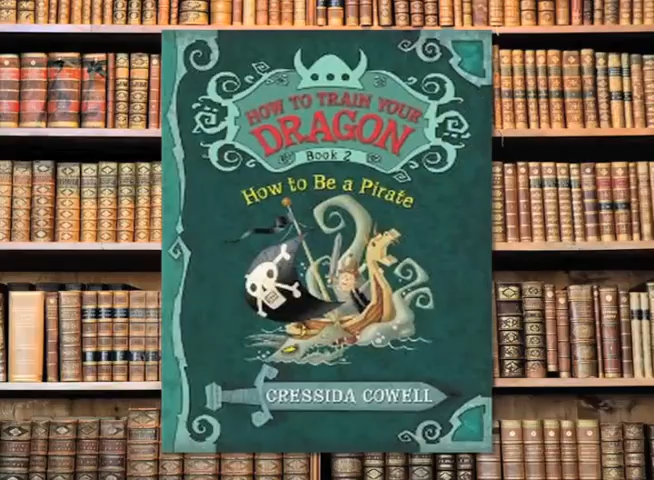 HOW TO TRAIN YOUR
DRAGON
Book 2
How to Be a Pirate
CRESSIDA COWELL